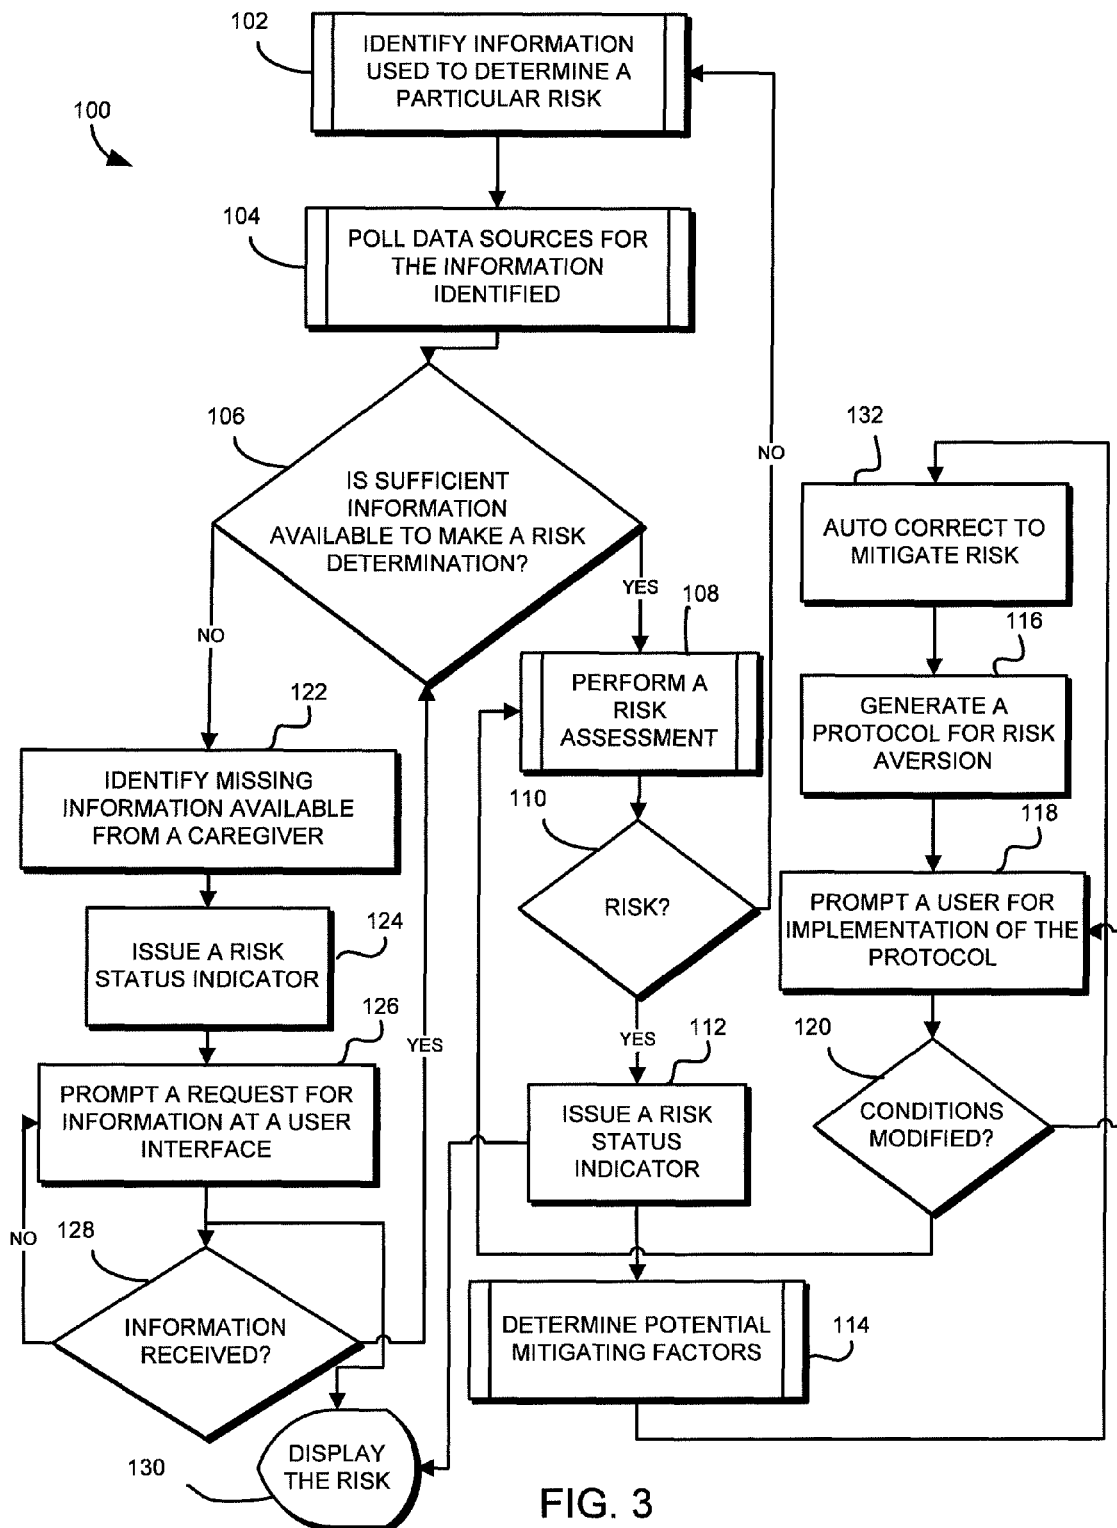 102
IDENTIFY INFORMATION
USED TO DETERMINE A
PARTICULAR RISK
100
104
POLL DATA SOURCES FOR
THE INFORMATION
IDENTIFIED
106
IS SUFFICIENT
INFORMATION
AVAILABLE TO MAKE A RISK
DETERMINATION?
NO
YES
NO
108
PERFORM A
RISK
ASSESSMENT
110
RISK?
YES
112
ISSUE A RISK
STATUS
INDICATOR
DETERMINE POTENTIAL
MITIGATING FACTORS
114
132
AUTO CORRECT TO
MITIGATE RISK
116
GENERATE A
PROTOCOL FOR RISK
AVERSION
118
PROMPT A USER FOR
IMPLEMENTATION OF THE
PROTOCOL
120
CONDITIONS
MODIFIED?
122
IDENTIFY MISSING
INFORMATION AVAILABLE
FROM A CAREGIVER
ISSUE A RISK
STATUS INDICATOR
124
126
PROMPT A REQUEST FOR
INFORMATION AT A USER
INTERFACE
YES
NO
128
INFORMATION
RECEIVED?
DISPLAY
THE RISK
130
FIG. 3